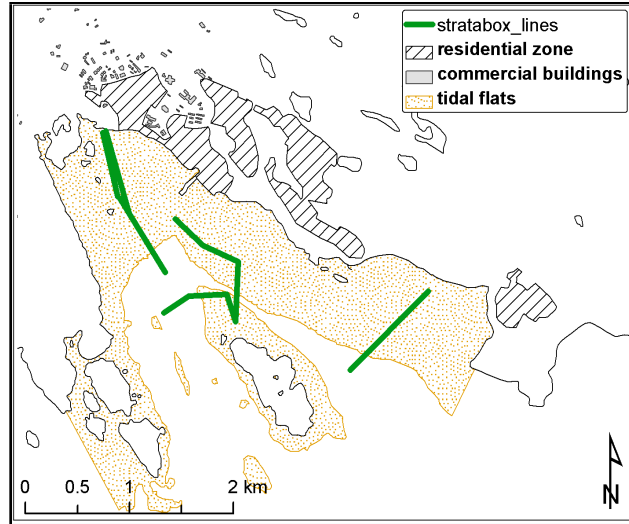 stratabox_lines
residential zone
commercial buildings
tidal flats
0 0.5 1 2 km
N